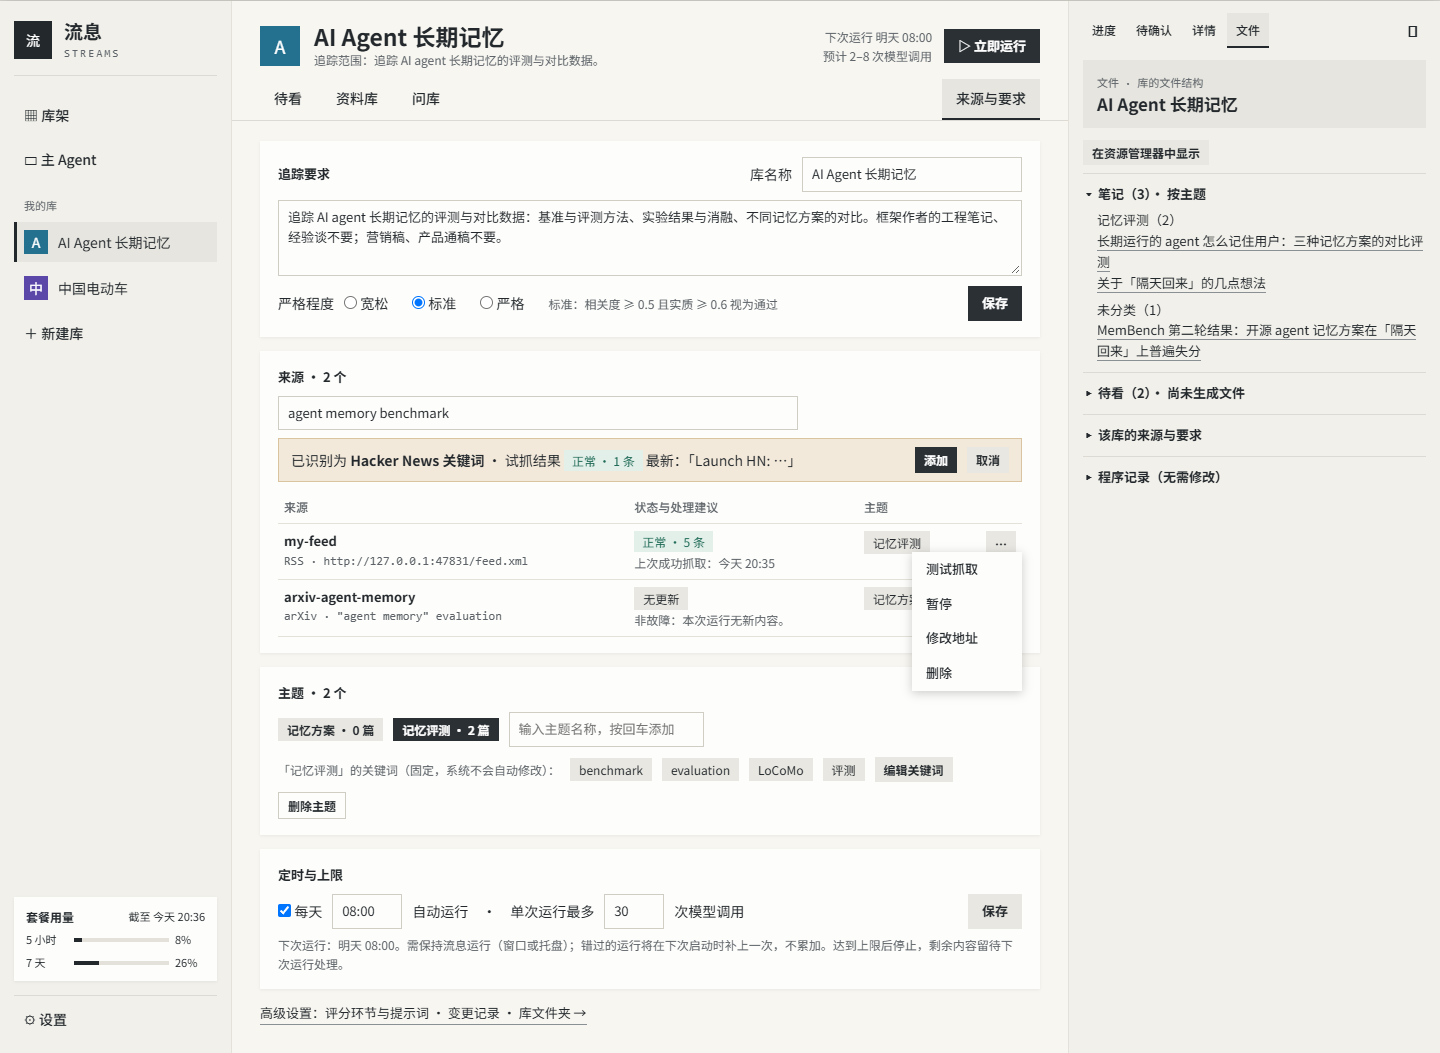 流
流息
STREAMS
库架
主 Agent
我的库
A
AI Agent 长期记忆
中
中国电动车
+ 新建库
套餐用量
截至 今天 20:36
5 小时
8%
7 天
26%
设置
A
AI Agent 长期记忆
追踪范围：追踪 AI agent 长期记忆的评测与对比数据。
下次运行 明天 08:00
预计 2–8 次模型调用
▷ 立即运行
待看
资料库
问库
来源与要求
追踪要求
库名称
AI Agent 长期记忆
追踪 AI agent 长期记忆的评测与对比数据：基准与评测方法、实验结果与消融、不同记忆方案的对比。框架作者的工程笔记、
经验谈不要；营销稿、产品通稿不要。
严格程度
宽松
标准
严格
标准：相关度 ≥ 0.5 且实质 ≥ 0.6 视为通过
保存
来源 · 2 个
agent memory benchmark
已识别为 Hacker News 关键词 · 试抓结果 正常 · 1 条 最新：「Launch HN: …」
添加
取消
来源
状态与处理建议
主题
my-feed
正常 · 5 条
记忆评测
…
RSS · http://127.0.0.1:47831/feed.xml
上次成功抓取：今天 20:35
arxiv-agent-memory
无更新
记忆方
arXiv · "agent memory" evaluation
非故障：本次运行无新内容。
测试抓取
暂停
修改地址
删除
主题 · 2 个
记忆方案 · 0 篇
记忆评测 · 2 篇
输入主题名称，按回车添加
「记忆评测」的关键词（固定，系统不会自动修改）：
benchmark
evaluation
LoCoMo
评测
编辑关键词
删除主题
定时与上限
每天
08:00
自动运行
·
单次运行最多
30
次模型调用
保存
下次运行：明天 08:00。需保持流息运行（窗口或托盘）；错过的运行将在下次启动时补上一次，不累加。达到上限后停止，剩余内容留待下
次运行处理。
高级设置：评分环节与提示词 · 变更记录 · 库文件夹 →
进度
待确认
详情
文件
文件 · 库的文件结构
AI Agent 长期记忆
在资源管理器中显示
笔记（3）· 按主题
记忆评测（2）
长期运行的 agent 怎么记住用户：三种记忆方案的对比评
测
关于「隔天回来」的几点想法
未分类（1）
MemBench 第二轮结果：开源 agent 记忆方案在「隔天
回来」上普遍失分
待看（2）· 尚未生成文件
该库的来源与要求
程序记录（无需修改）